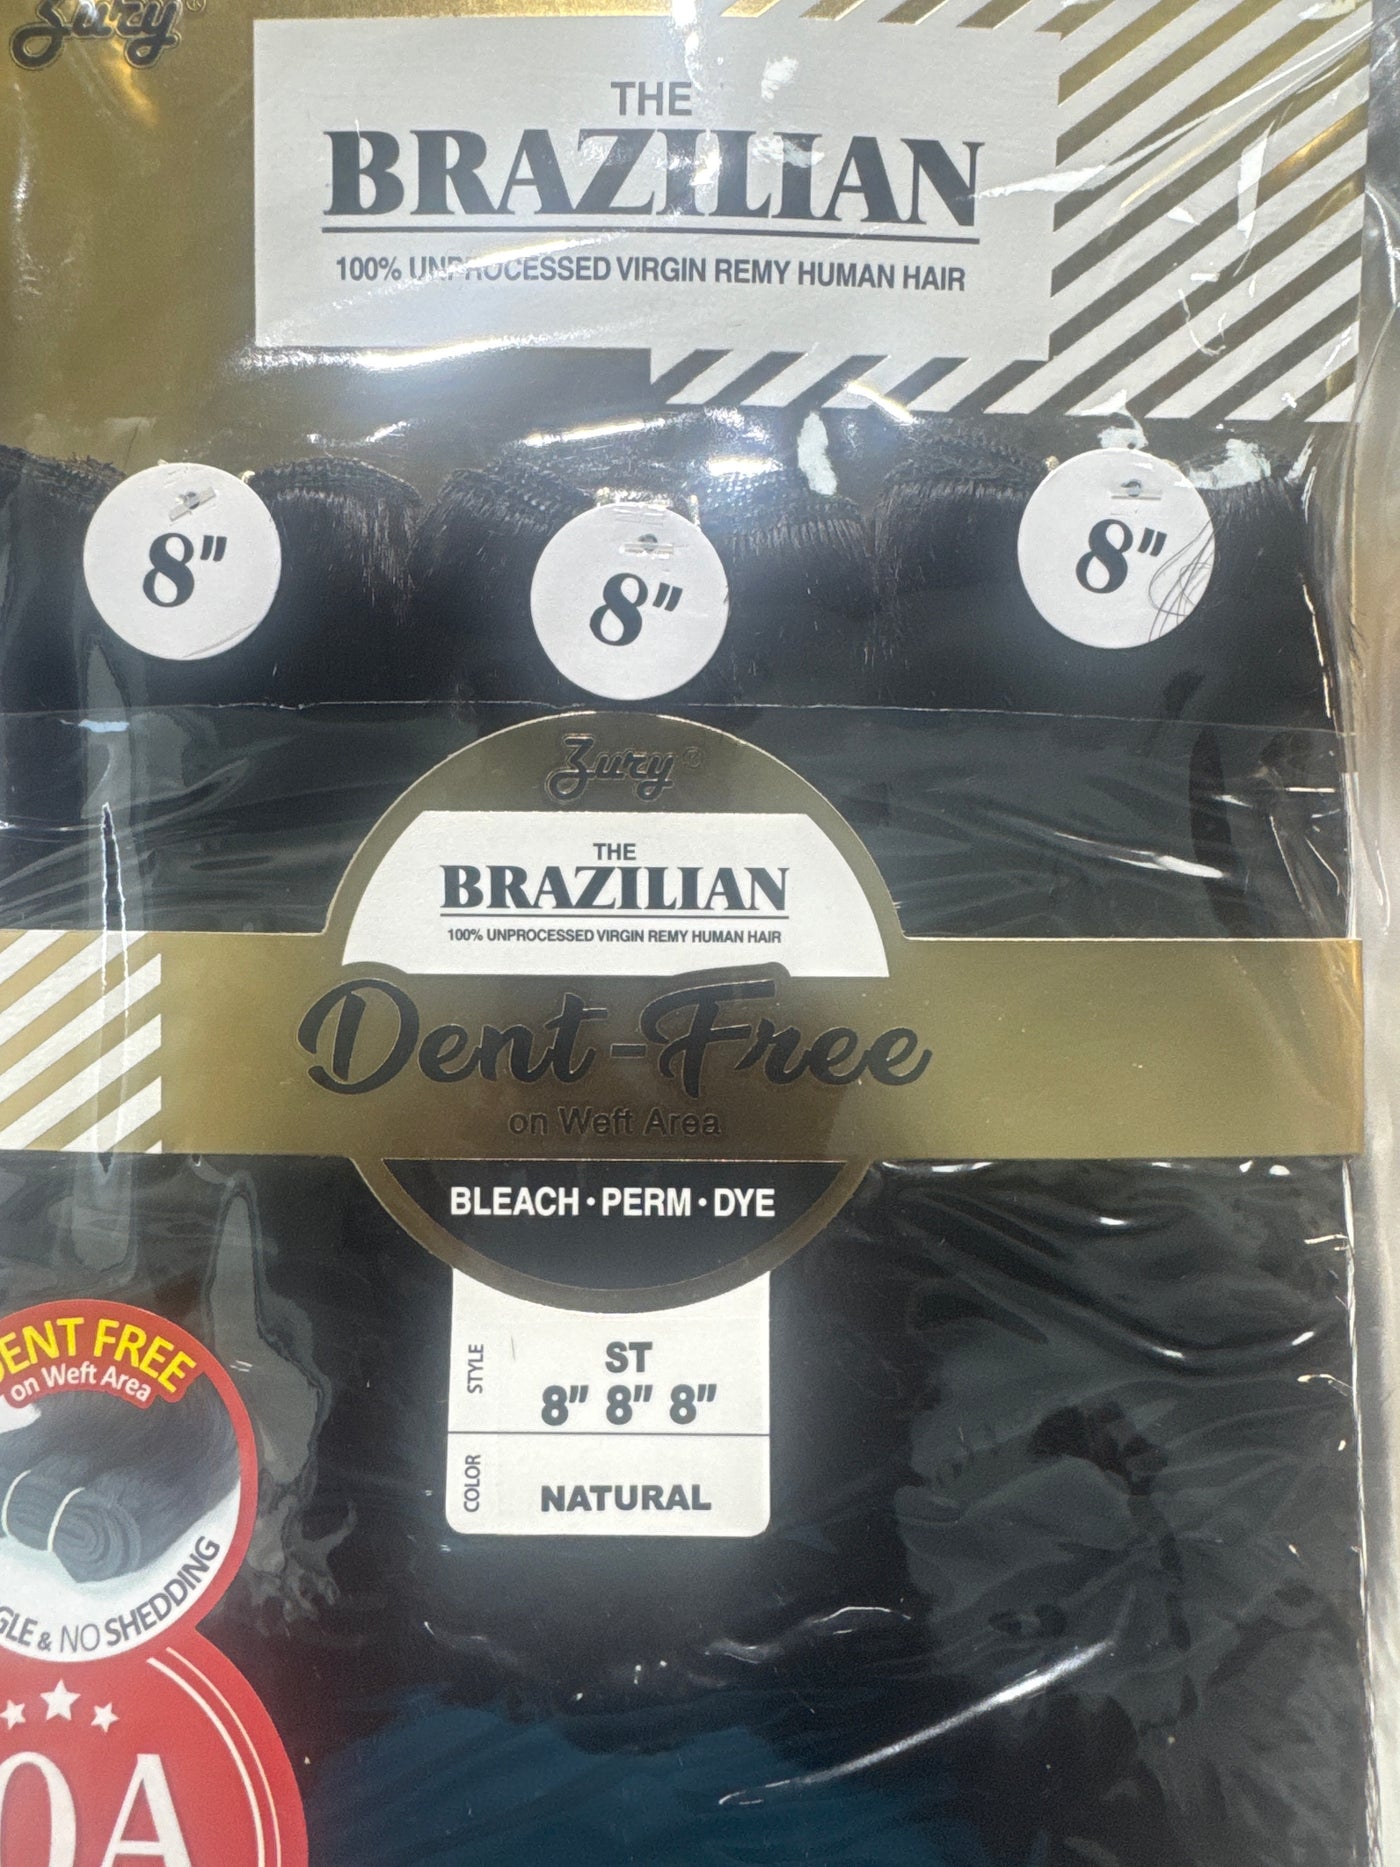 Zury®
THE
BRAZILIAN
100% UNPROCESSED VIRGIN REMY HUMAN HAIR
8"
8"
8"
Zury®
THE
BRAZILIAN
100% UNPROCESSED VIRGIN REMY HUMAN HAIR
Dent-Free
on Weft Area
BLEACH·PERM·DYE
STYLE
ST
8" 8" 8"
COLOR
NATURAL
ENT FREE
on Weft Area
GLE & NO SHEDDING
0A